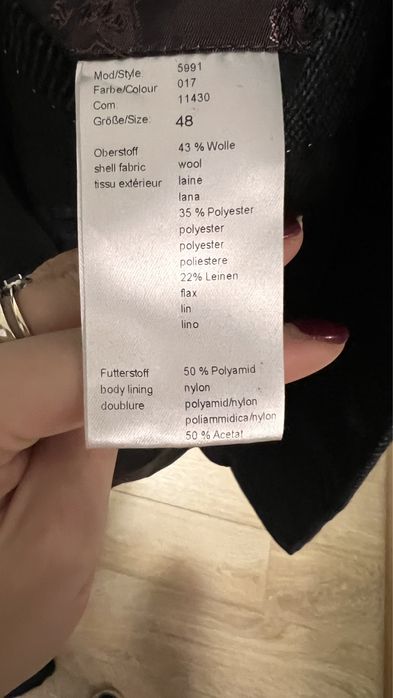 Mod/Style: 5991
Farbe/Colour 017
Com: 11430
Größe/Size: 48
Oberstoff 43 % Wolle
shell fabric wool
tissu extérieur laine
lana
35 % Polyester
polyester
polyester
poliestere
22% Leinen
flax
lin
lino
Futterstoff 50 % Polyamid
body lining nylon
doublure polyamid/nylon
poliammidica/nylon
50 % Acetat